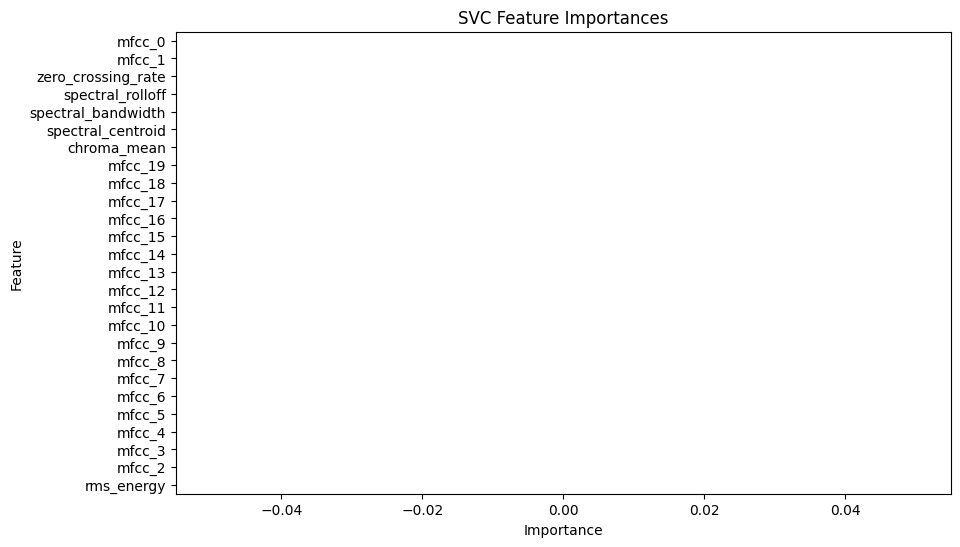 SVC Feature Importances
mfcc_0
mfcc_1
zero_crossing_rate
spectral_rolloff
spectral_bandwidth
spectral_centroid
chroma_mean
mfcc_19
mfcc_18
mfcc_17
mfcc_16
mfcc_15
mfcc_14
mfcc_13
mfcc_12
mfcc_11
mfcc_10
mfcc_9
mfcc_8
mfcc_7
mfcc_6
mfcc_5
mfcc_4
mfcc_3
mfcc_2
rms_energy
Feature
−0.04 −0.02 0.00 0.02 0.04
Importance